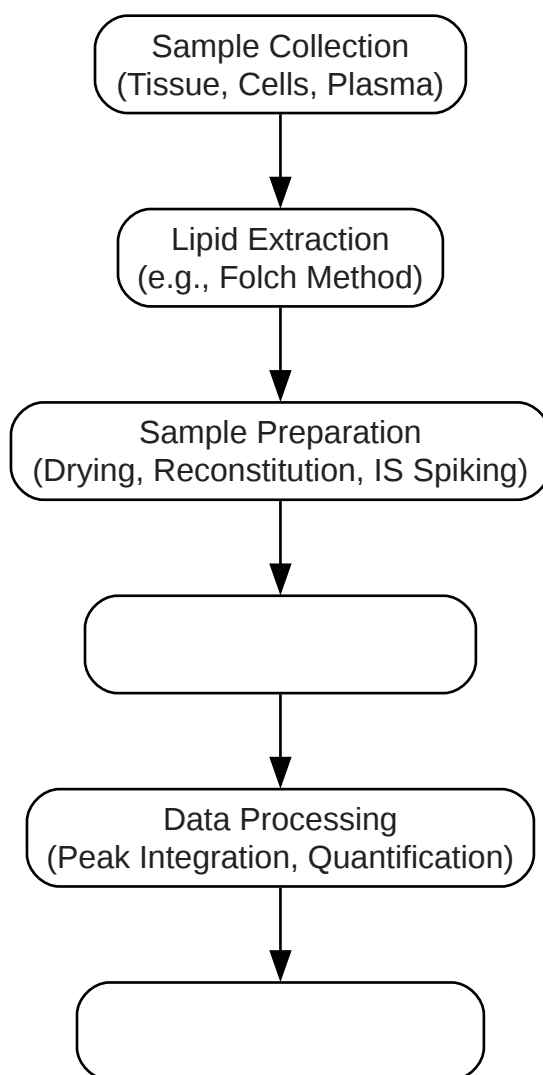 Sample Collection
(Tissue, Cells, Plasma)
Lipid Extraction
(e.g., Folch Method)
Sample Preparation
(Drying, Reconstitution, IS Spiking)
Data Processing
(Peak Integration, Quantification)